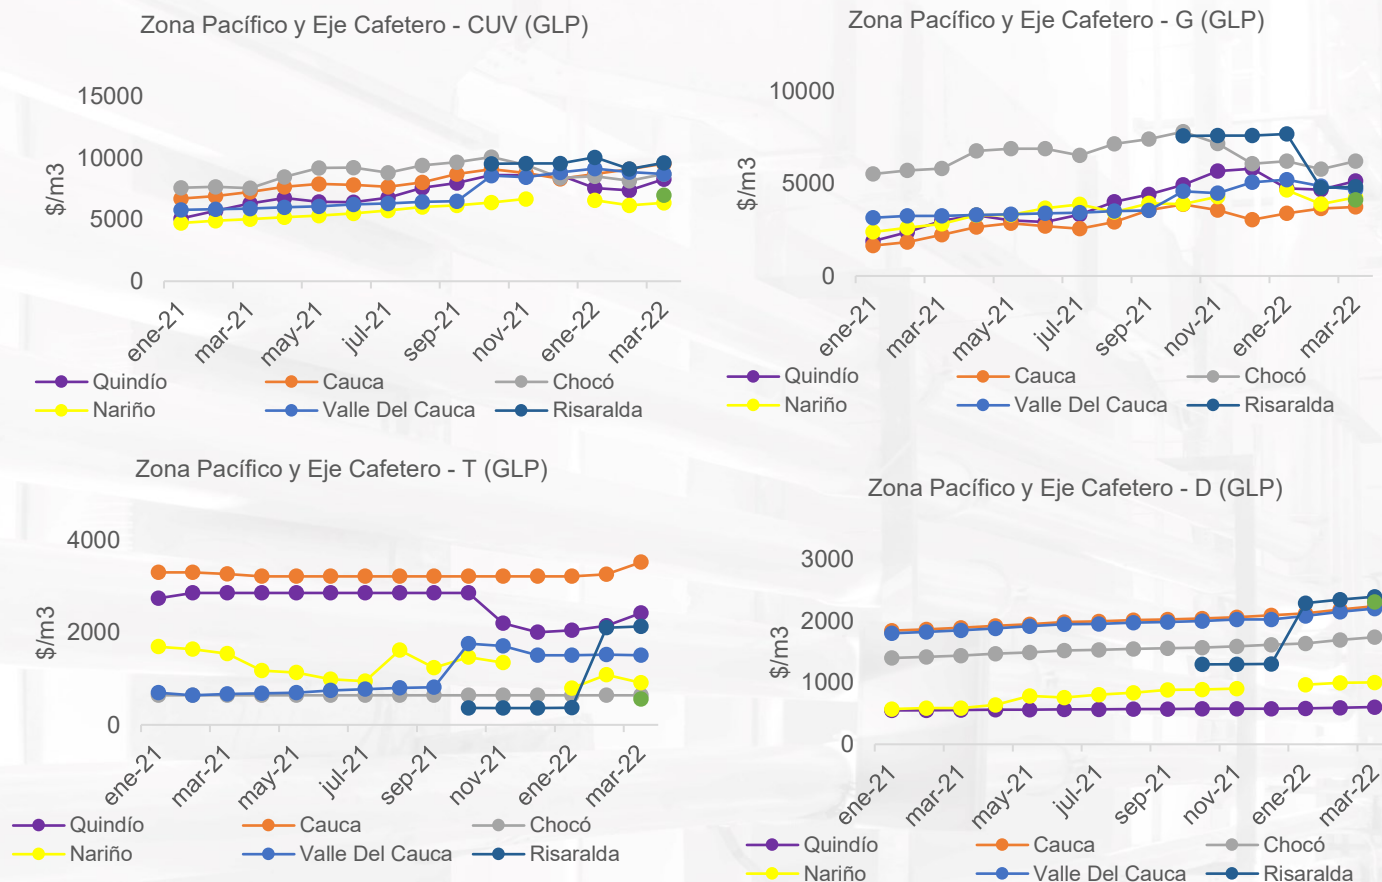 Zona Pacífico y Eje Cafetero - CUV (GLP)
$/m3
15000
10000
5000
0
ene-21
mar-21
may-21
jul-21
sep-21
nov-21
ene-22
mar-22
Quindío
Cauca
Chocó
Nariño
Valle Del Cauca
Risaralda
Zona Pacífico y Eje Cafetero - G (GLP)
$/m3
10000
5000
0
ene-21
mar-21
may-21
jul-21
sep-21
nov-21
ene-22
mar-22
Quindío
Cauca
Chocó
Nariño
Valle Del Cauca
Risaralda
Zona Pacífico y Eje Cafetero - T (GLP)
$/m3
4000
2000
0
ene-21
mar-21
may-21
jul-21
sep-21
nov-21
ene-22
mar-22
Quindío
Cauca
Chocó
Nariño
Valle Del Cauca
Risaralda
Zona Pacífico y Eje Cafetero - D (GLP)
$/m3
3000
2000
1000
0
ene-21
mar-21
may-21
jul-21
sep-21
nov-21
ene-22
mar-22
Quindío
Cauca
Chocó
Nariño
Valle Del Cauca
Risaralda